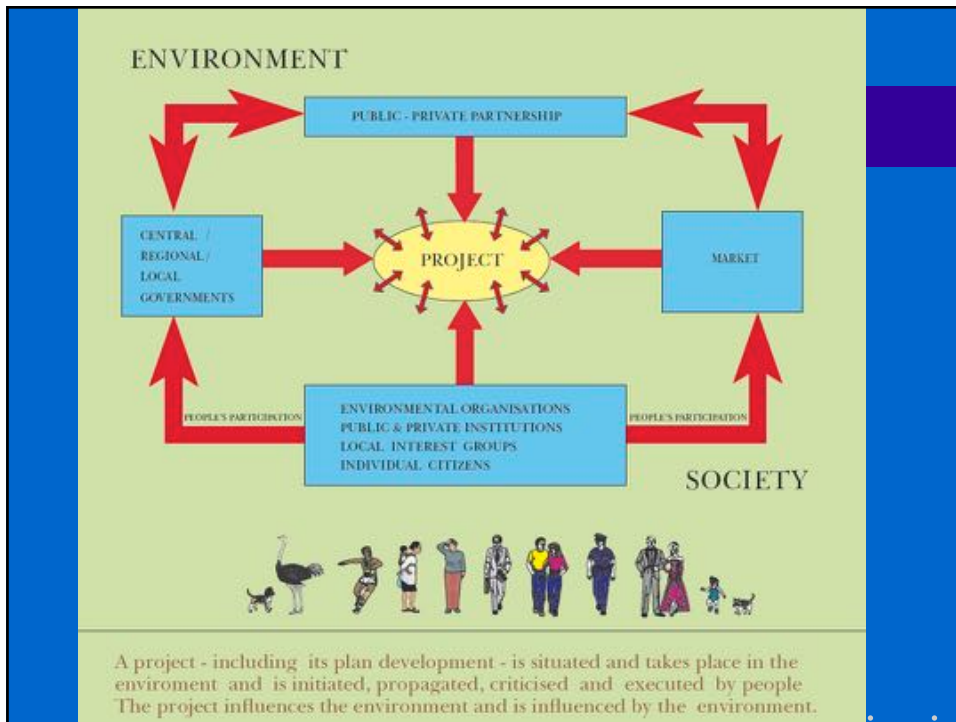 ENVIRONMENT
PUBLIC - PRIVATE PARTNERSHIP
CENTRAL /
REGIONAL /
LOCAL
GOVERNMENTS
PROJECT
MARKET
PEOPLE'S PARTICIPATION
ENVIRONMENTAL ORGANISATIONS
PUBLIC & PRIVATE INSTITUTIONS
LOCAL INTEREST GROUPS
INDIVIDUAL CITIZENS
PEOPLE'S PARTICIPATION
SOCIETY
A project - including its plan development - is situated and takes place in the
enviroment and is initiated, propagated, criticised and executed by people
The project influences the environment and is influenced by the environment.